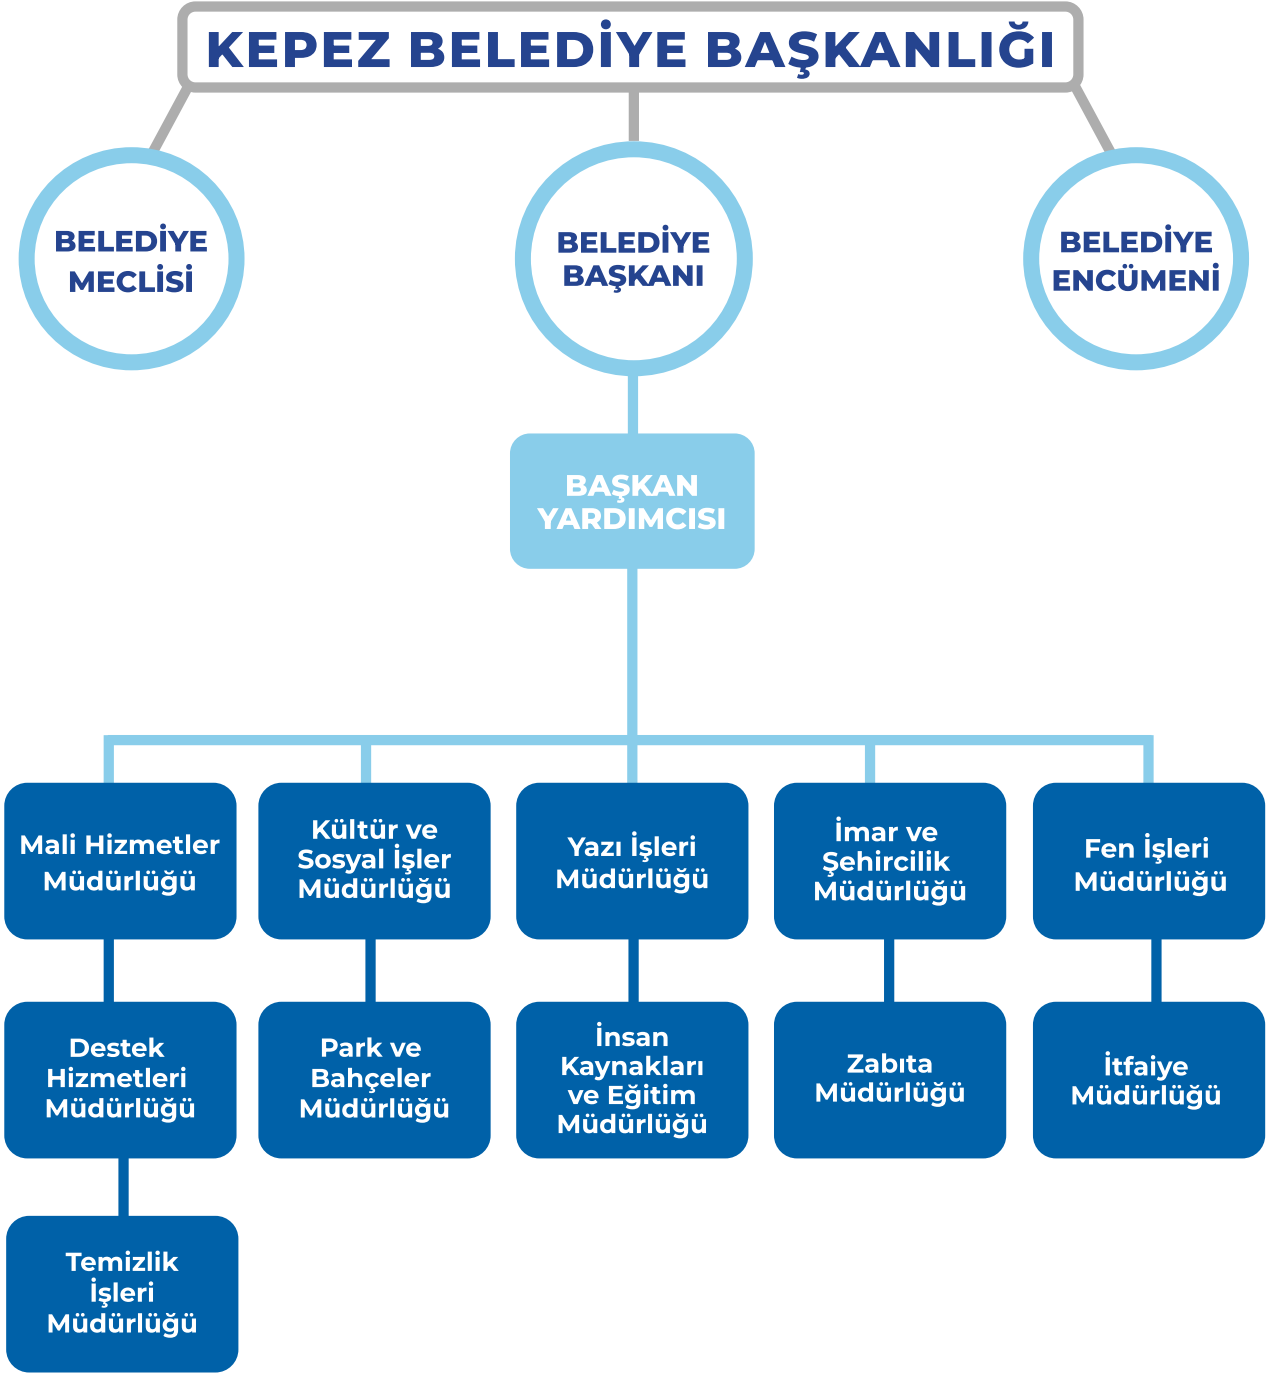 KEPEZ BELEDİYE BAŞKANLIĞI
BELEDİYE
MECLİSİ
BELEDİYE
BAŞKANI
BELEDİYE
ENCÜMENİ
BAŞKAN
YARDIMCISI
Mali Hizmetler
Müdürlüğü
Kültür ve
Sosyal İşler
Müdürlüğü
Yazı İşleri
Müdürlüğü
İmar ve
Şehircilik
Müdürlüğü
Fen İşleri
Müdürlüğü
Destek
Hizmetleri
Müdürlüğü
Park ve
Bahçeler
Müdürlüğü
İnsan
Kaynakları
ve Eğitim
Müdürlüğü
Zabıta
Müdürlüğü
İtfaiye
Müdürlüğü
Temizlik
İşleri
Müdürlüğü